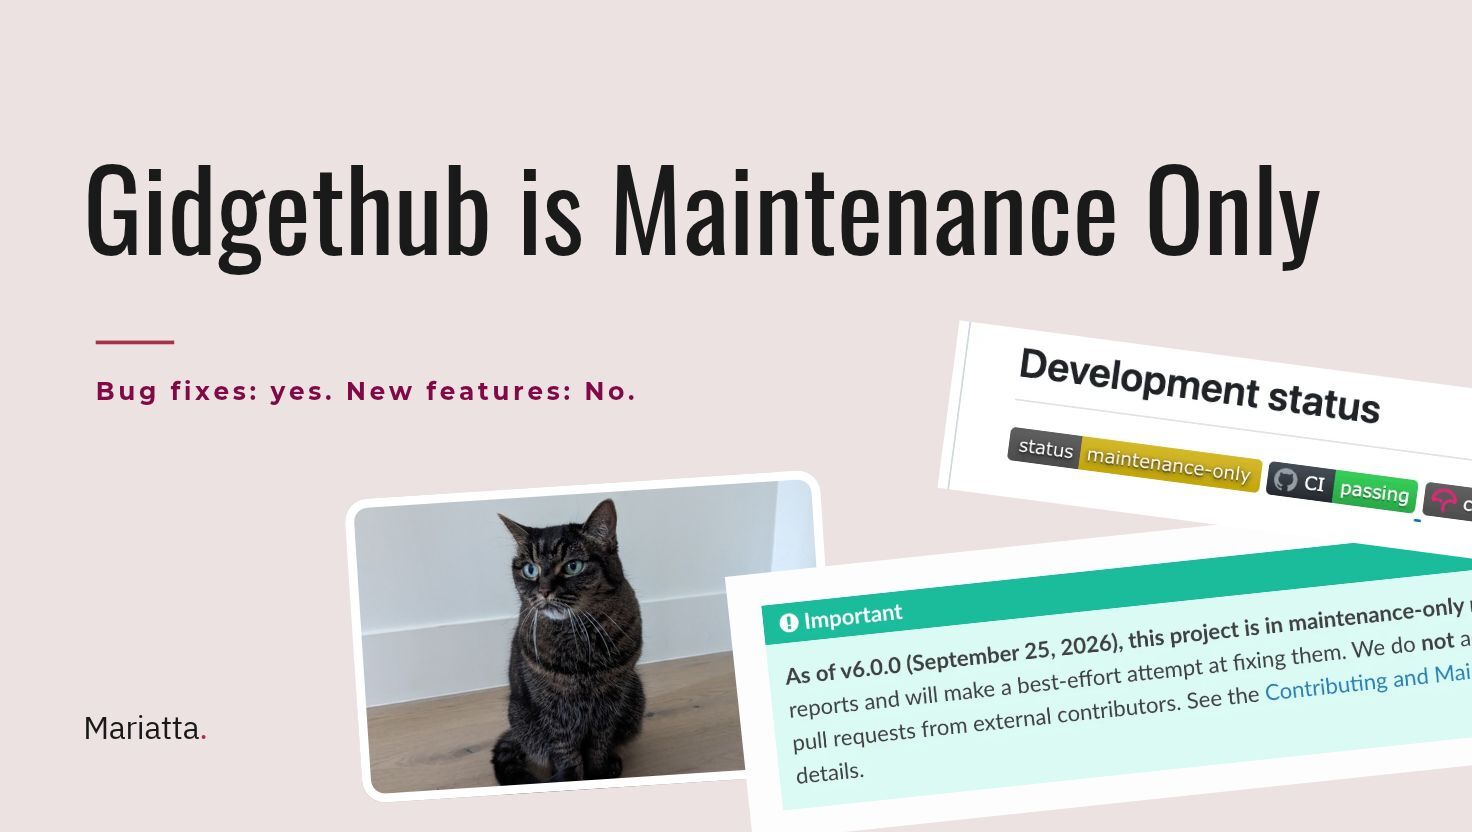 Gidgethub is Maintenance Only
Bug fixes: yes. New features: No.
Development status
status maintenance-only CI passing
Important
As of v6.0.0 (September 25, 2026), this project is in maintenance-only
reports and will make a best-effort attempt at fixing them. We do not
pull requests from external contributors. See the Contributing and
details.
Mariatta.